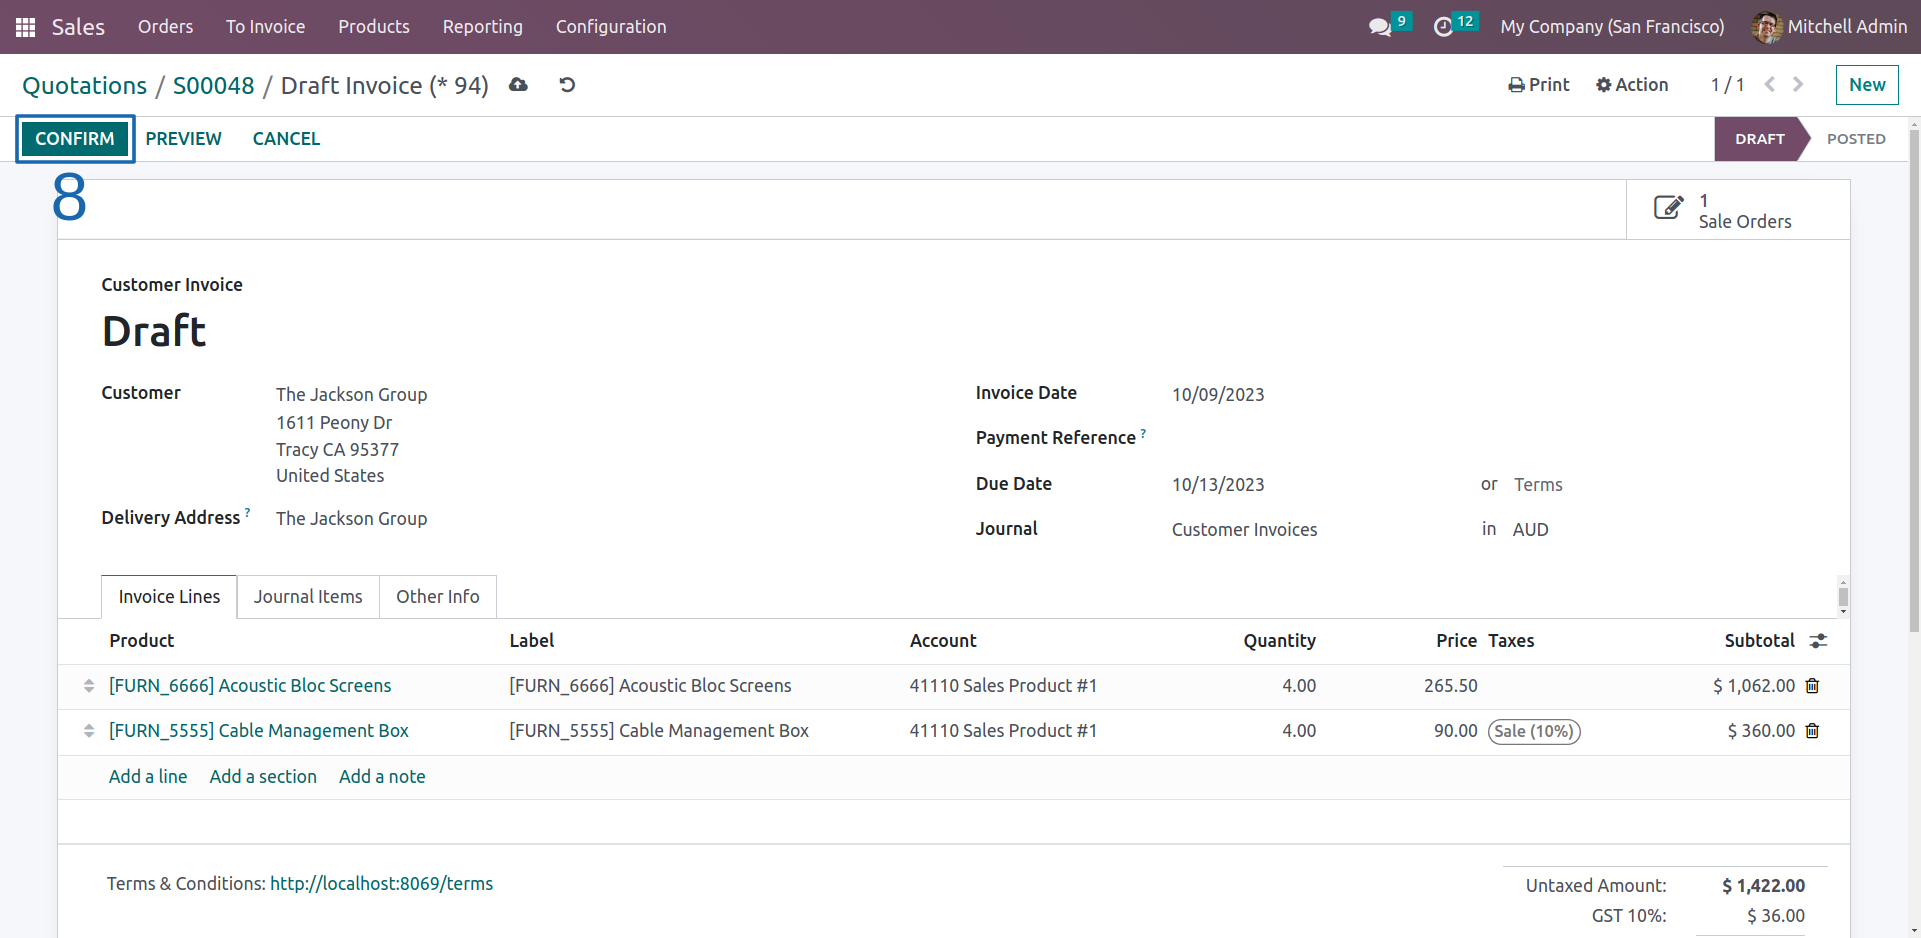 Sales Orders To Invoice Products Reporting Configuration 9 12 My Company (San Francisco) Mitchell Admin
Quotations / S00048 / Draft Invoice (* 94) Print Action 1 / 1 New
CONFIRM PREVIEW CANCEL DRAFT POSTED
8
1
Sale Orders
Customer Invoice
Draft
Customer The Jackson Group Invoice Date 10/09/2023
1611 Peony Dr
Tracy CA 95377 Payment Reference ?
United States Due Date 10/13/2023 or Terms
Delivery Address ? The Jackson Group Journal Customer Invoices in AUD
Invoice Lines Journal Items Other Info
Product Label Account Quantity Price Taxes Subtotal
[FURN_6666] Acoustic Bloc Screens [FURN_6666] Acoustic Bloc Screens 41110 Sales Product #1 4.00 265.50 $ 1,062.00
[FURN_5555] Cable Management Box [FURN_5555] Cable Management Box 41110 Sales Product #1 4.00 90.00 Sale (10%) $ 360.00
Add a line Add a section Add a note
Terms & Conditions: http://localhost:8069/terms Untaxed Amount: $ 1,422.00
GST 10%: $ 36.00